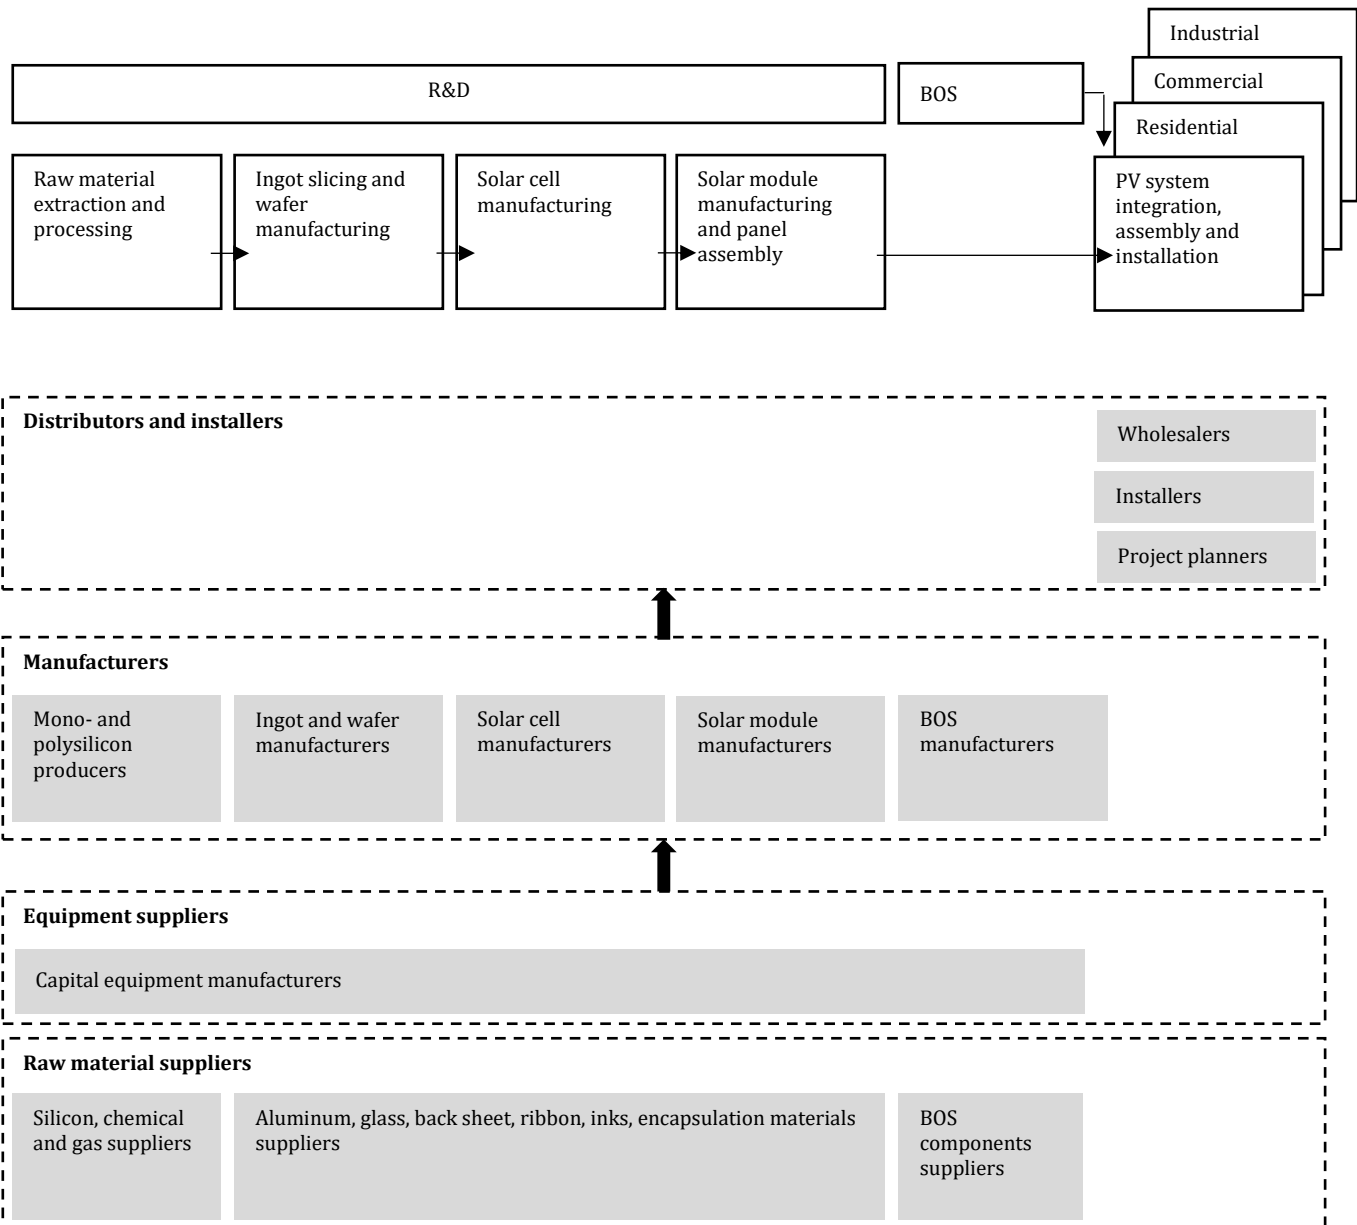 Industrial
Commercial
Residential
R&D
BOS
Raw material
extraction and
processing
Ingot slicing and
wafer
manufacturing
Solar cell
manufacturing
Solar module
manufacturing
and panel
assembly
PV system
integration,
assembly and
installation
Distributors and installers
Wholesalers
Installers
Project planners
Manufacturers
Mono- and
polysilicon
producers
Ingot and wafer
manufacturers
Solar cell
manufacturers
Solar module
manufacturers
BOS
manufacturers
Equipment suppliers
Capital equipment manufacturers
Raw material suppliers
Silicon, chemical
and gas suppliers
Aluminum, glass, back sheet, ribbon, inks, encapsulation materials
suppliers
BOS
components
suppliers